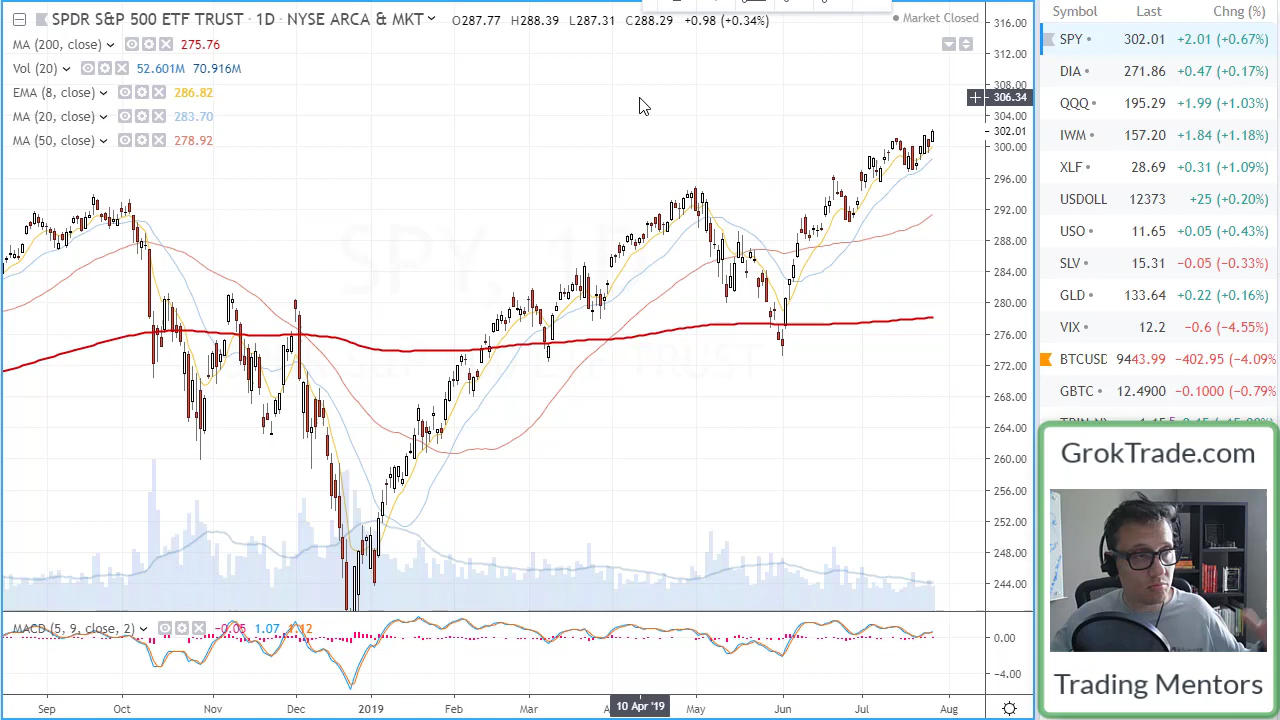 SPDR S&P 500 ETF TRUST · 1D · NYSE ARCA & MKT O287.77 H288.39 L287.31 C288.29 +0.98 (+0.34%)
Market Closed
MA (200, close) 275.76
Vol (20) 52.601M 70.916M
EMA (8, close) 286.82
MA (20, close) 283.70
MA (50, close) 278.92
SPY, 1D
SPDR S&P 500 ETF TRUST
316.00
312.00
308.00
306.34
304.00
302.01
300.00
296.00
292.00
288.00
284.00
280.00
276.00
272.00
268.00
264.00
260.00
256.00
252.00
248.00
244.00
MACD (5, 9, close, 2) -0.05 1.07 1.12
0.00
-4.00
Sep Oct Nov Dec 2019 Feb Mar 10 Apr '19 May Jun Jul Aug
Symbol Last Chng (%)
SPY 302.01 +2.01 (+0.67%)
DIA 271.86 +0.47 (+0.17%)
QQQ 195.29 +1.99 (+1.03%)
IWM 157.20 +1.84 (+1.18%)
XLF 28.69 +0.31 (+1.09%)
USDOLL 12373 +25 (+0.20%)
USO 11.65 +0.05 (+0.43%)
SLV 15.31 −0.05 (−0.33%)
GLD 133.64 +0.22 (+0.16%)
VIX 12.2 −0.6 (−4.55%)
BTCUSD 9443.99 −402.95 (−4.09%
GBTC 12.4900 −0.1000 (−0.79%
GrokTrade.com
Trading Mentors